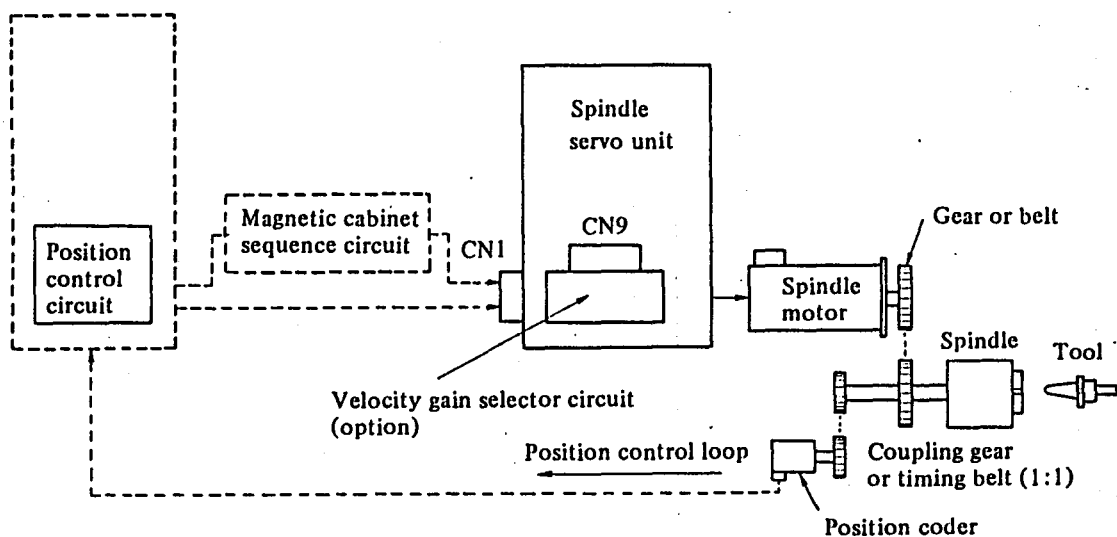 Spindle
servo unit
Magnetic cabinet
sequence circuit
CN1
CN9
Gear or belt
Position
control
circuit
Spindle
motor
Spindle
Tool
Velocity gain selector circuit
(option)
Position control loop
Coupling gear
or timing belt (1:1)
Position coder